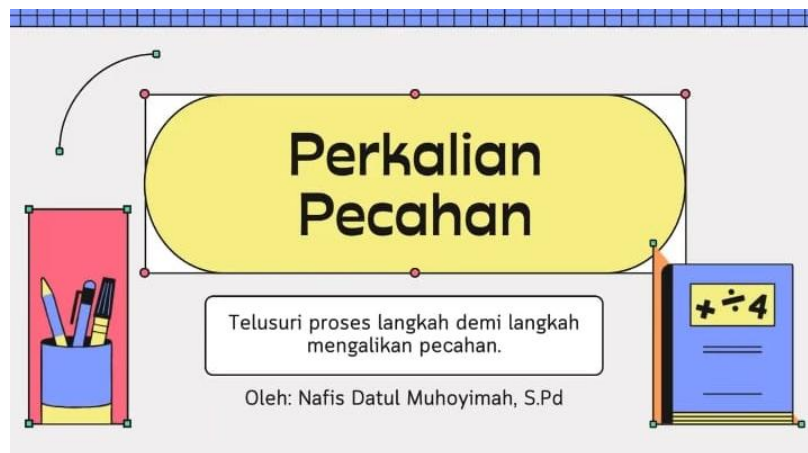 Perkalian
Pecahan
Telusuri proses langkah demi langkah
mengalikan pecahan.
Oleh: Nafis Datul Muhoyimah, S.Pd
+÷4